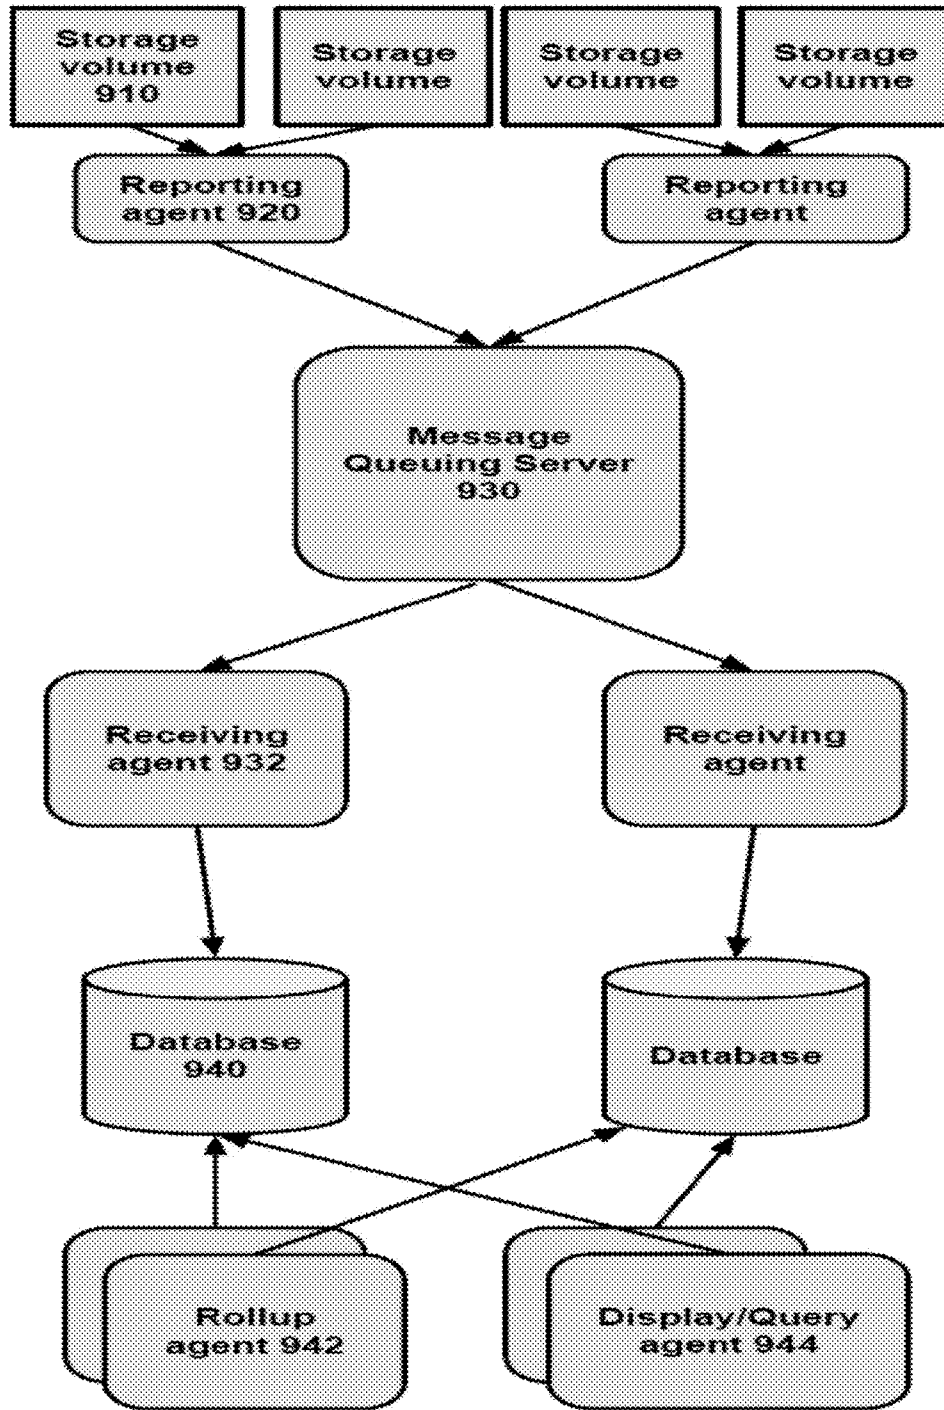 Storage
volume
910
Storage
volume
Storage
volume
Storage
volume
Reporting
agent 920
Reporting
agent
Message
Queuing Server
930
Receiving
agent 932
Receiving
agent
Database
940
Database
Rollup
agent 942
Display/Query
agent 944